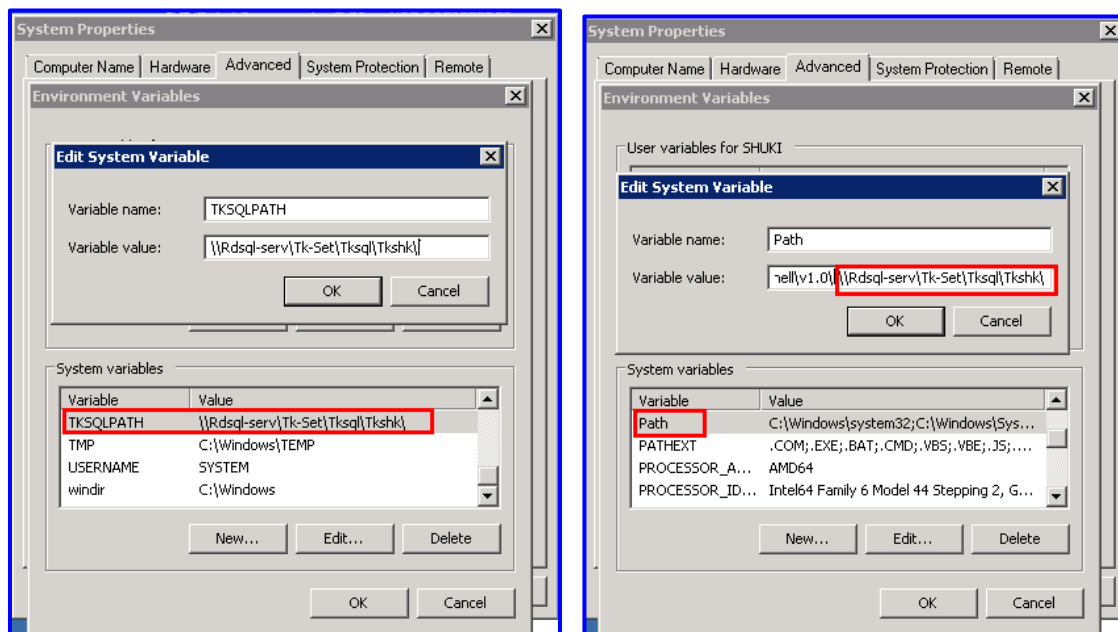 System Properties
Computer Name
Hardware
Advanced
System Protection
Remote
Environment Variables
Edit System Variable
Variable name:
TKSQLPATH
Variable value:
\\Rdsql-serv\Tk-Set\Tksql\Tkshk\
OK
Cancel
System variables
Variable Value
TKSQLPATH \\Rdsql-serv\Tk-Set\Tksql\Tkshk\
TMP C:\Windows\TEMP
USERNAME SYSTEM
windir C:\Windows
New...
Edit...
Delete
OK
Cancel
System Properties
Computer Name
Hardware
Advanced
System Protection
Remote
Environment Variables
User variables for SHUKI
Edit System Variable
Variable name:
Path
Variable value:
hell\v1.0\ \\Rdsql-serv\Tk-Set\Tksql\Tkshk\
OK
Cancel
System variables
Variable Value
Path C:\Windows\system32;C:\Windows\Sys...
PATHEXT .COM;.EXE;.BAT;.CMD;.VBS;.VBE;.JS;....
PROCESSOR_A... AMD64
PROCESSOR_ID... Intel64 Family 6 Model 44 Stepping 2, G...
New...
Edit...
Delete
OK
Cancel